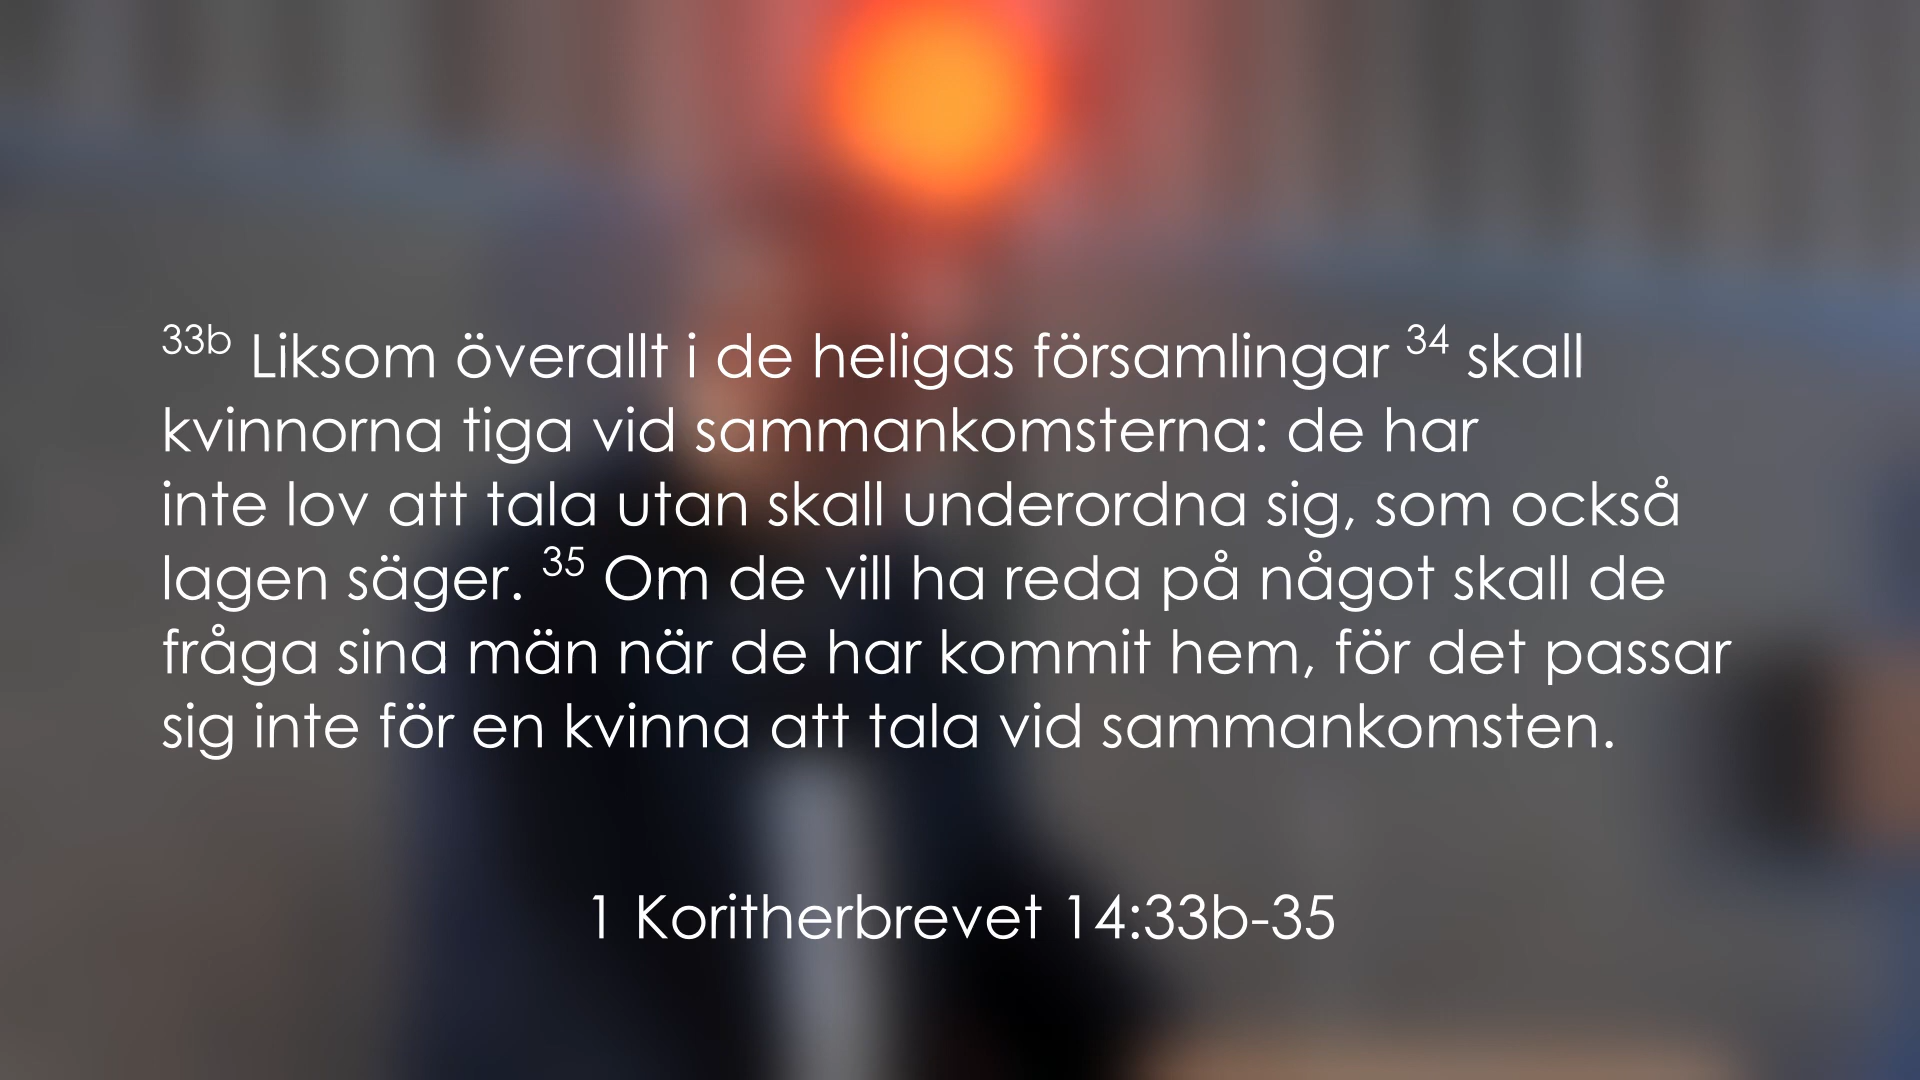 33b Liksom överallt i de heligas församlingar 34 skall
kvinnorna tiga vid sammankomsterna: de har
inte lov att tala utan skall underordna sig, som också
lagen säger. 35 Om de vill ha reda på något skall de
fråga sina män när de har kommit hem, för det passar
sig inte för en kvinna att tala vid sammankomsten.
1 Koritherbrevet 14:33b-35